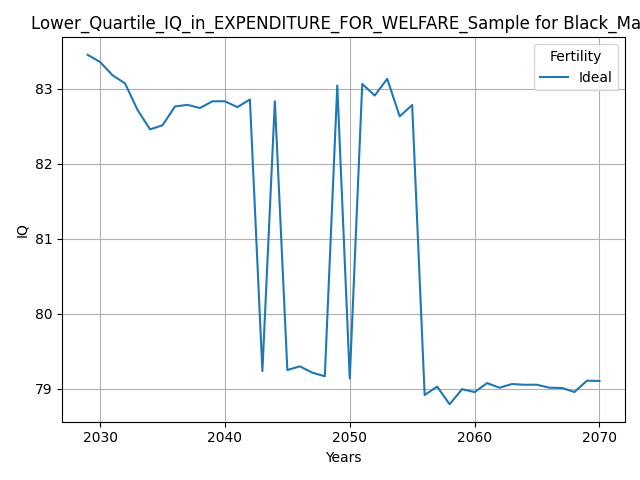 Lower_Quartile_IQ_in_EXPENDITURE_FOR_WELFARE_Sample for Black_Ma
Fertility
Ideal
83
82
81
80
79
IQ
2030 2040 2050 2060 2070
Years